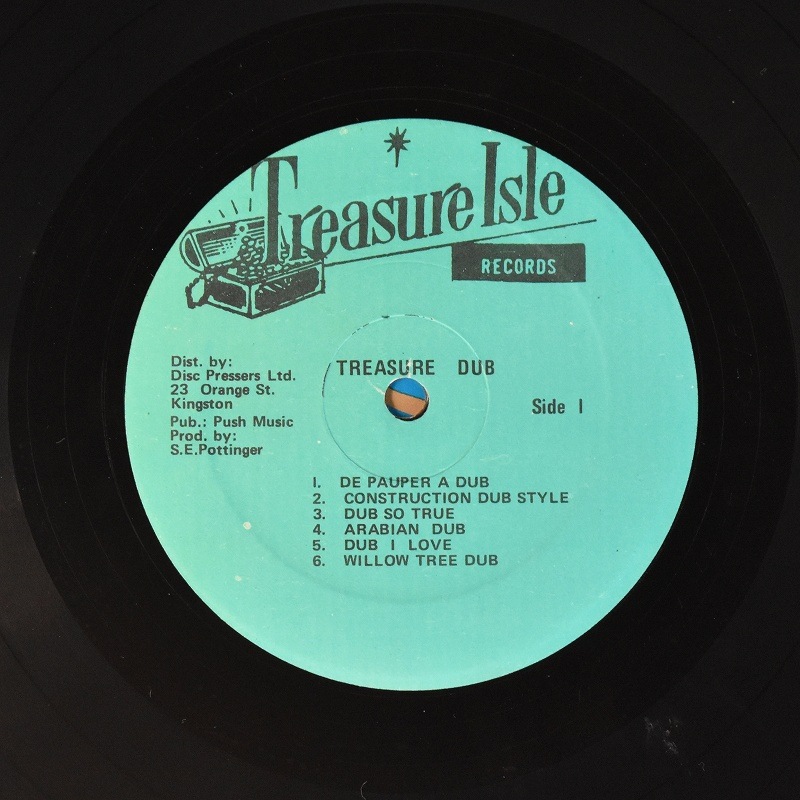 Treasure Isle
RECORDS
Dist. by:
Disc Pressers Ltd.
23 Orange St.
Kingston
Pub.: Push Music
Prod. by:
S.E.Pottinger
TREASURE DUB
Side I
1. DE PAUPER A DUB
2. CONSTRUCTION DUB STYLE
3. DUB SO TRUE
4. ARABIAN DUB
5. DUB I LOVE
6. WILLOW TREE DUB